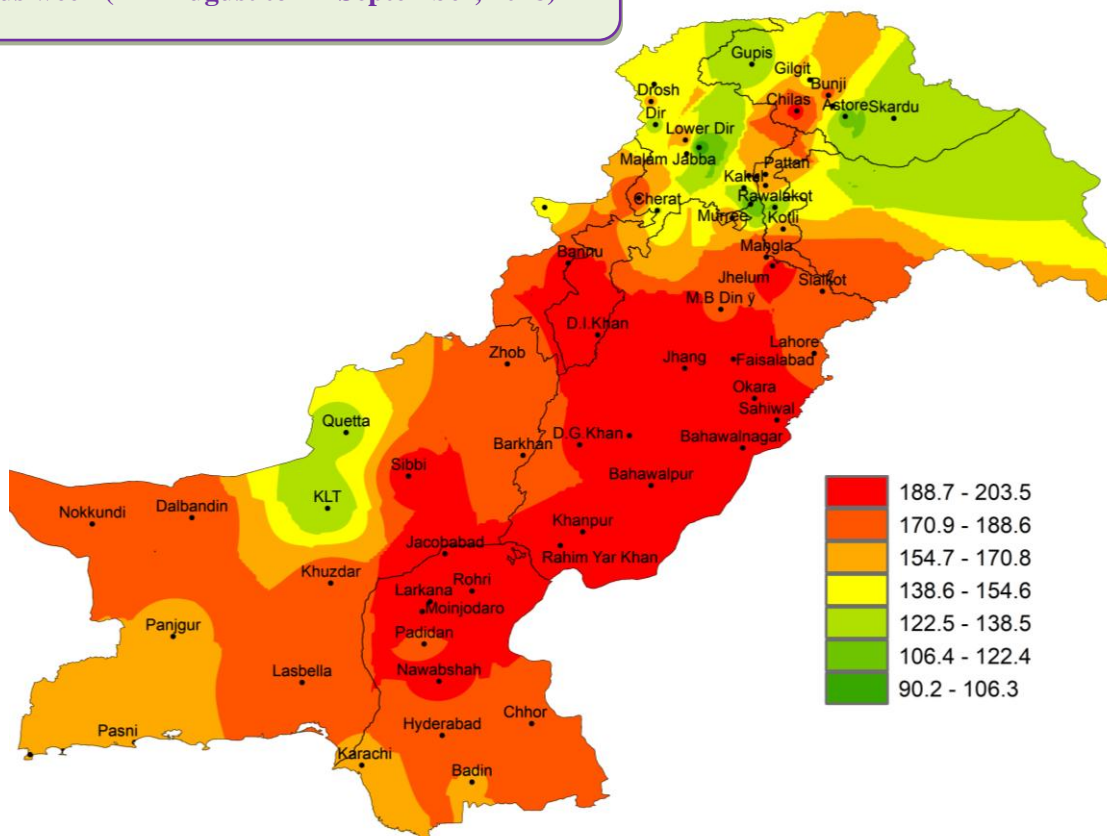 Gupis
Gilgit
Bunji
Drosh
Chilas
Astore Skardu
Dir
Lower Dir
Malam Jabba
Pattan
Kakul
Rawalakot
Cherat
Murree
Kotli
Mangla
Bannu
Jhelum
Sialkot
M.B Din ÿ
D.I.Khan
Lahore
Zhob
Jhang
Faisalabad
Okara
Sahiwal
Quetta
D.G.Khan
Bahawalnagar
Barkhan
Sibbi
Bahawalpur
KLT
Dalbandin
Nokkundi
Khanpur
Jacobabad
Rahim Yar Khan
Khuzdar
Rohri
Larkana
Moinjodaro
Panjgur
Padidan
Lasbella
Nawabshah
Chhor
Hyderabad
Pasni
Karachi
Badin
188.7 - 203.5
170.9 - 188.6
154.7 - 170.8
138.6 - 154.6
122.5 - 138.5
106.4 - 122.4
90.2 - 106.3